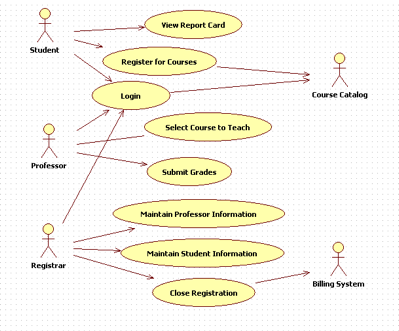 View Report Card
Student
Register for Courses
Login
Course Catalog
Select Course to Teach
Professor
Submit Grades
Maintain Professor Information
Maintain Student Information
Registrar
Close Registration
Billing System